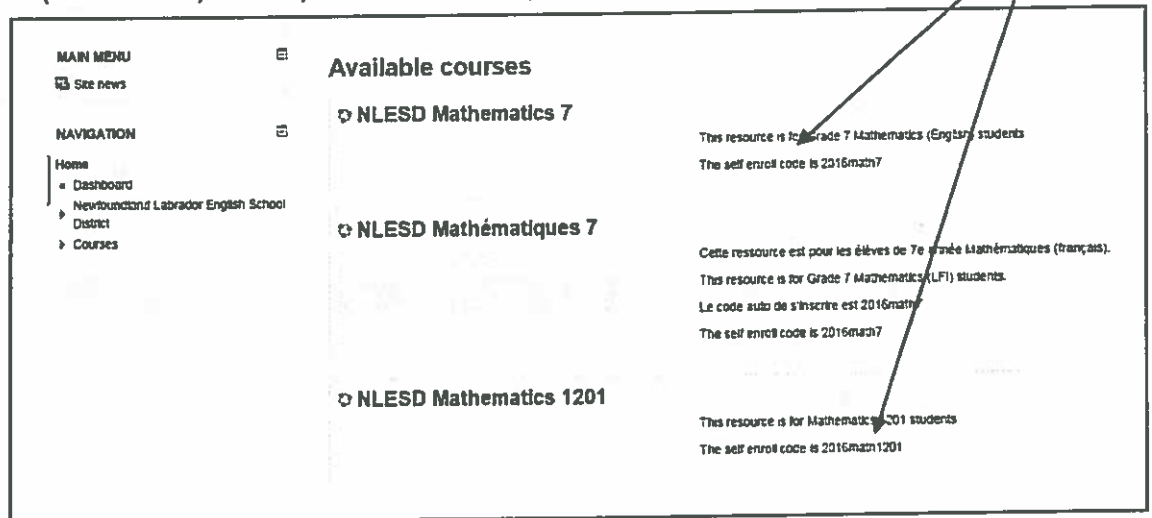 MAIN MENU
Site news
NAVIGATION
Home
Dashboard
Newfoundland Labrador English School
District
Courses
Available courses
NLESD Mathematics 7
This resource is for Grade 7 Mathematics (English) students
The self enroll code is 2016math7
NLESD Mathématiques 7
Cette ressource est pour les élèves de 7e année Mathématiques (français).
This resource is for Grade 7 Mathematics (LFI) students.
Le code auto de s'inscrire est 2016math7
The self enroll code is 2016math7
NLESD Mathematics 1201
This resource is for Mathematics 1201 students
The self enroll code is 2016math1201